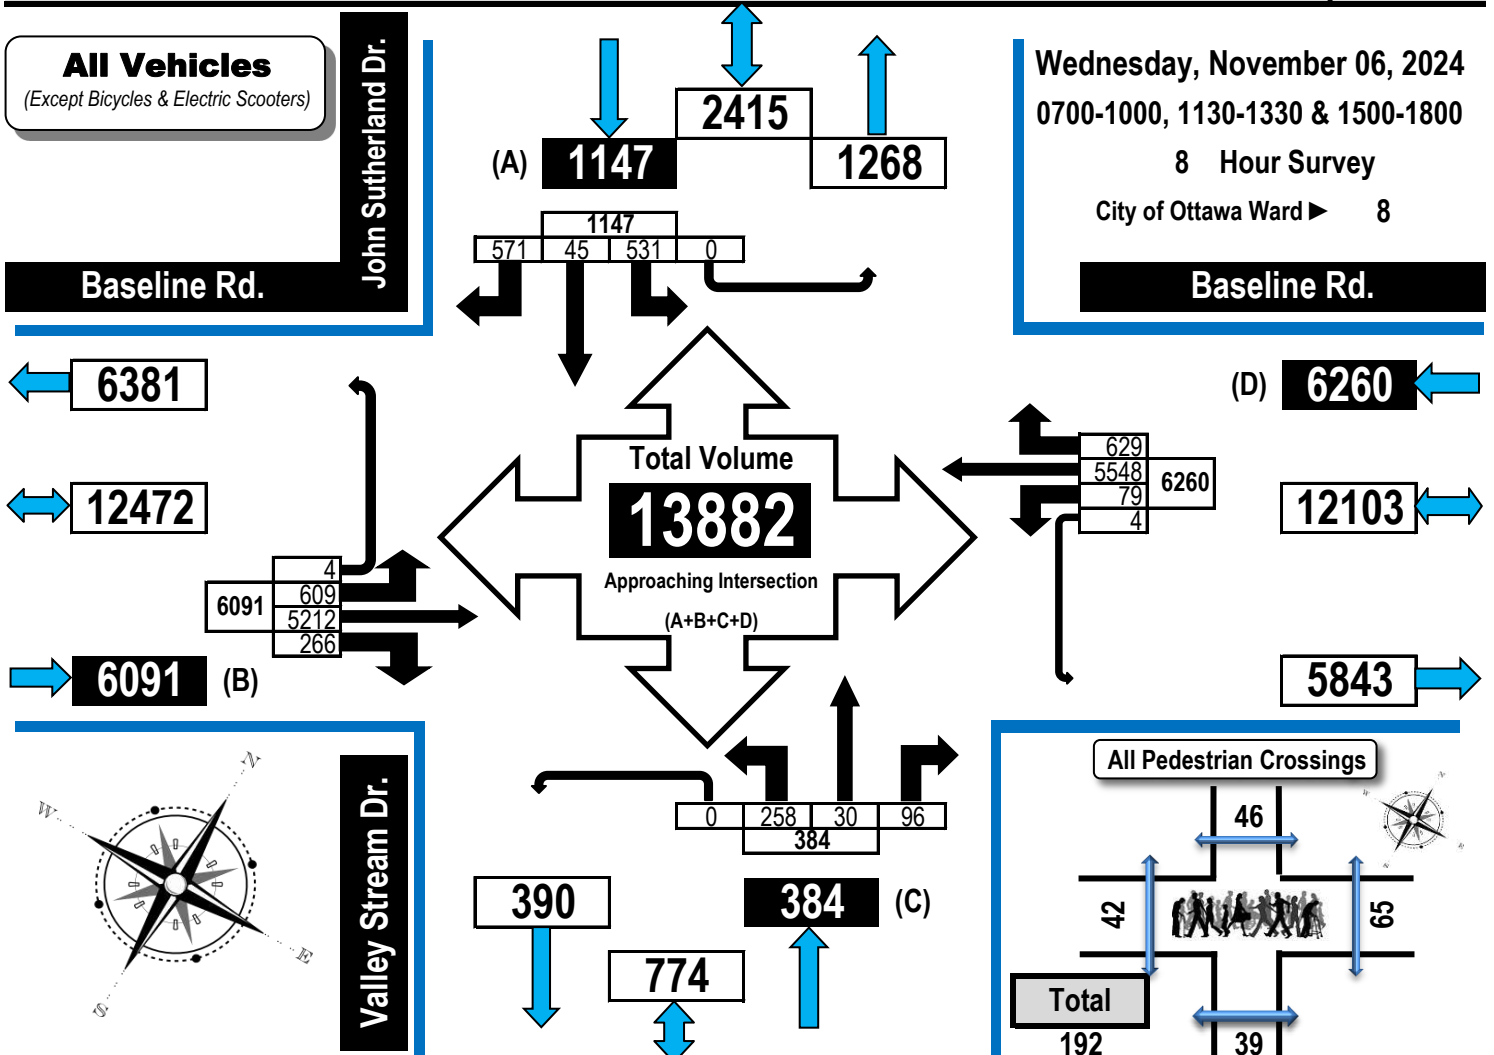 All Vehicles
(Except Bicycles & Electric Scooters)
John Sutherland Dr.
Baseline Rd.
2415
(A) 1147
1268
1147
571 45 531 0
Wednesday, November 06, 2024
0700-1000, 1130-1330 & 1500-1800
8 Hour Survey
City of Ottawa Ward ► 8
Baseline Rd.
6381
12472
4
609
5212
266
6091
6091 (B)
Total Volume
13882
Approaching Intersection
(A+B+C+D)
(D) 6260
629
5548
79
4
6260
12103
5843
0 258 30 96
384
390
384 (C)
774
N
W
E
S
Valley Stream Dr.
All Pedestrian Crossings
46
42
65
39
Total
192
N
W
E
S